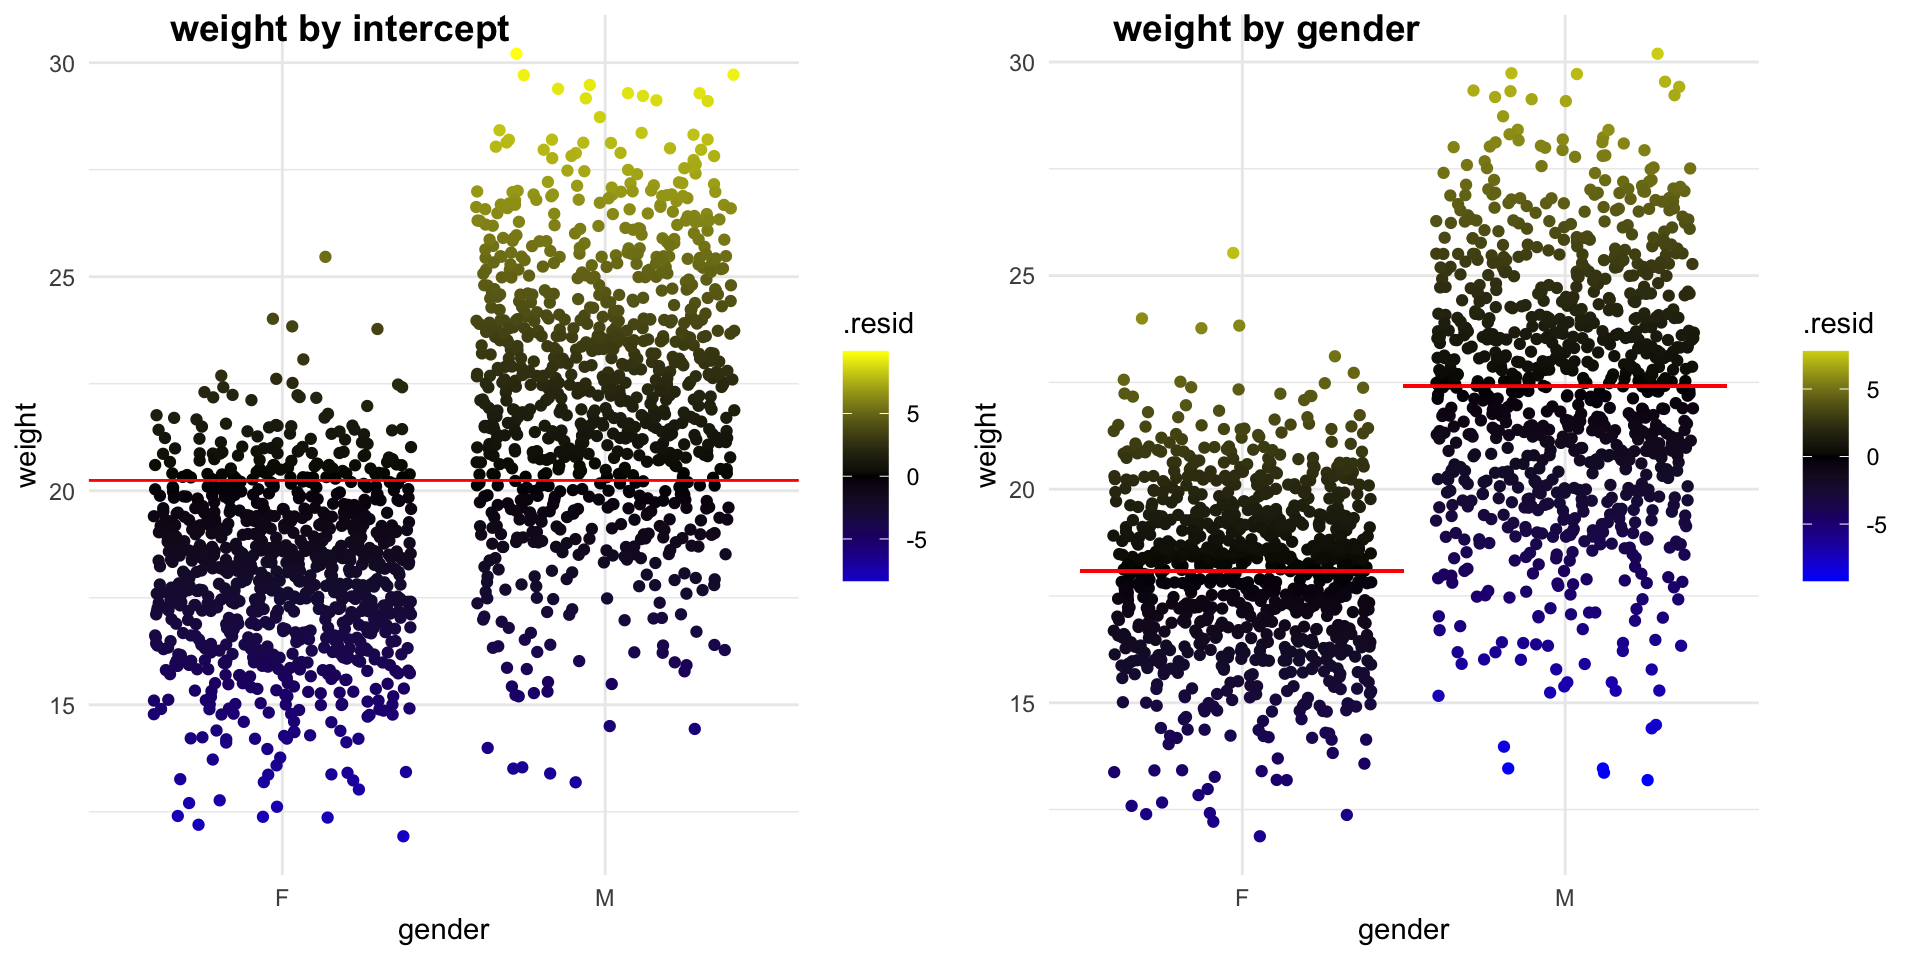 weight by intercept
30
25
20
15
weight
F
M
gender
.resid
5
0
-5
weight by gender
30
25
20
15
weight
F
M
gender
.resid
5
0
-5